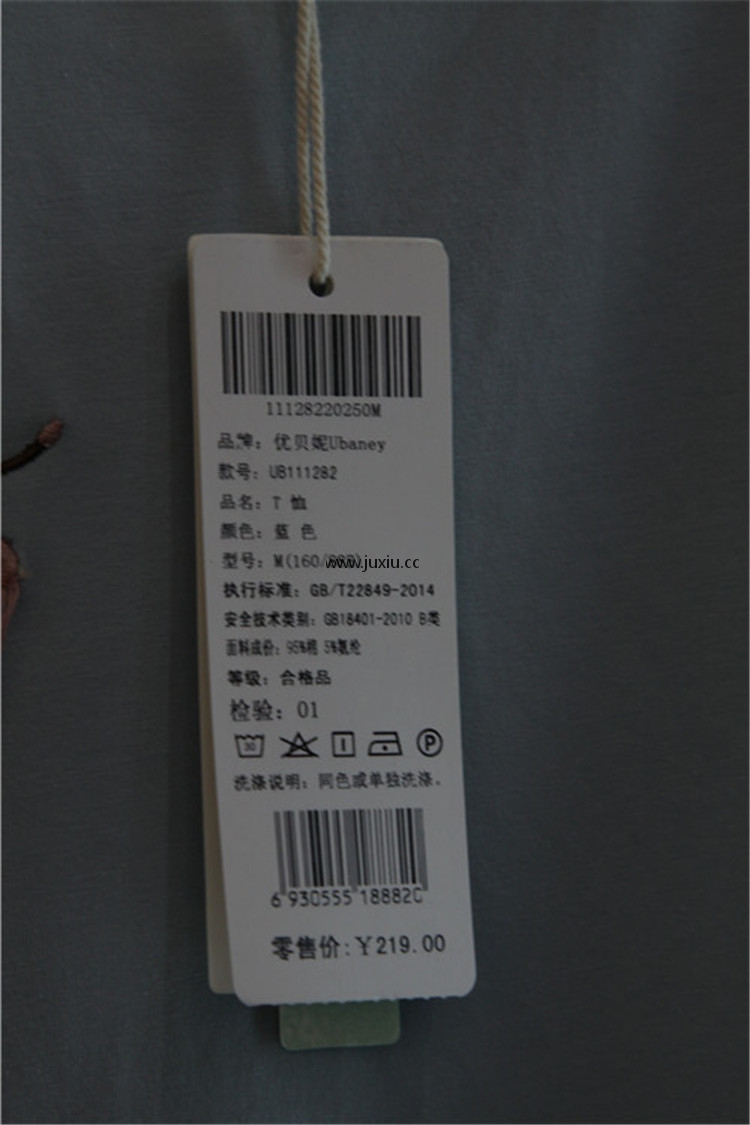 11128220250M
品牌：优贝妮Ubaney
款号：UB111282
品名：T 恤
颜色：蓝 色
型号：M(160/
www.juxiu.cc
执行标准：GB/T22849-2014
安全技术类别：GB18401-2010 B类
面料成份：95%棉 5%氨纶
等级：合格品
检验：01
30
P
洗涤说明：同色或单独洗涤.
6 930555 18882
零售价:￥219.00